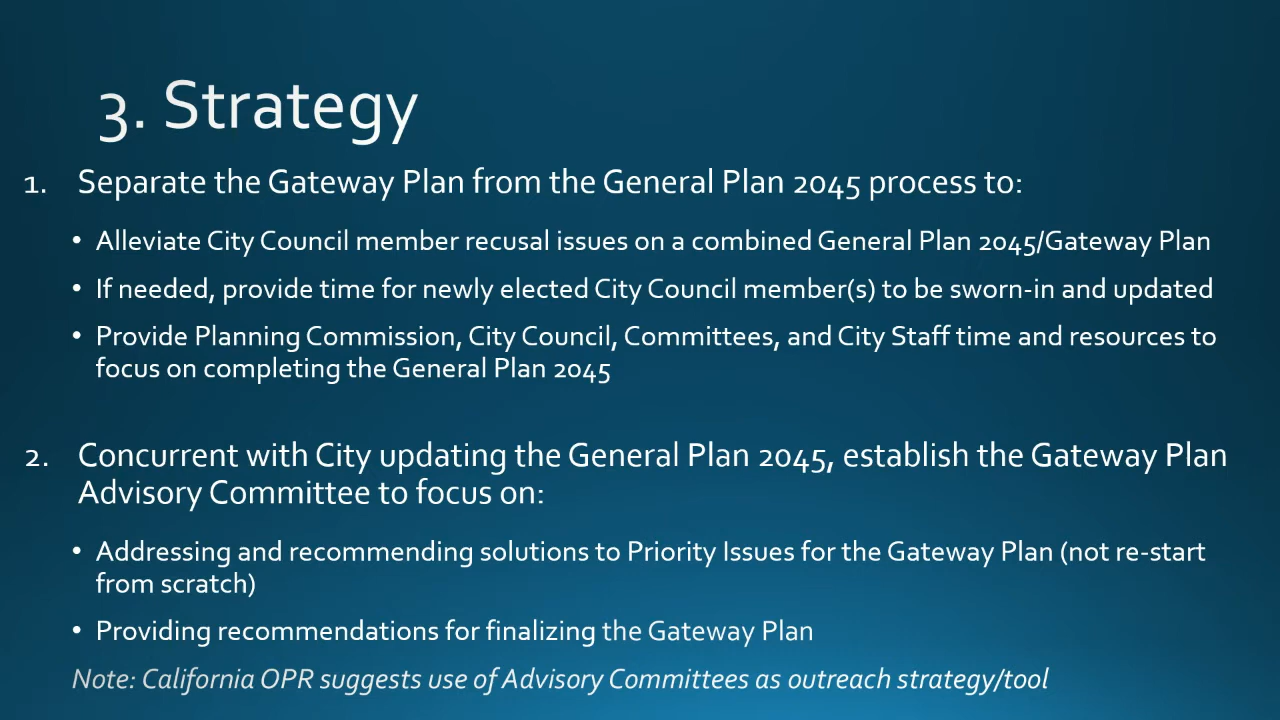 3. Strategy
1. Separate the Gateway Plan from the General Plan 2045 process to:
• Alleviate City Council member recusal issues on a combined General Plan 2045/Gateway Plan
• If needed, provide time for newly elected City Council member(s) to be sworn-in and updated
• Provide Planning Commission, City Council, Committees, and City Staff time and resources to
focus on completing the General Plan 2045
2. Concurrent with City updating the General Plan 2045, establish the Gateway Plan
Advisory Committee to focus on:
• Addressing and recommending solutions to Priority Issues for the Gateway Plan (not re-start
from scratch)
• Providing recommendations for finalizing the Gateway Plan
Note: California OPR suggests use of Advisory Committees as outreach strategy/tool